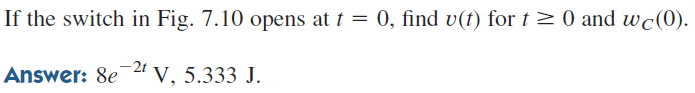 If the switch in Fig. 7.10 opens at t = 0, find v(t) for t ≥ 0 and w_C(0).
Answer: 8e^{−2t} V, 5.333 J.